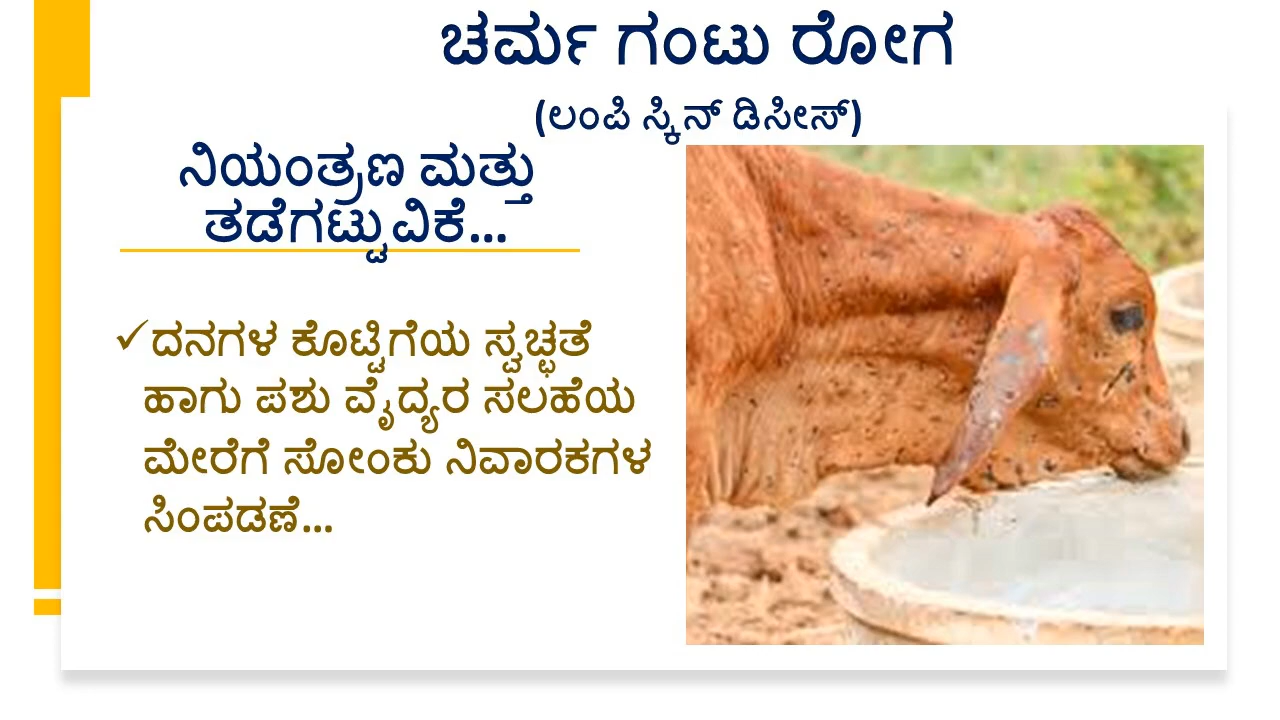 ಚರ್ಮ ಗಂಟು ರೋಗ
(ಲಂಪಿ ಸ್ಕಿನ್ ಡಿಸೀಸ್)
ನಿಯಂತ್ರಣ ಮತ್ತು
ತಡೆಗಟ್ಟುವಿಕೆ...
✓ದನಗಳ ಕೊಟ್ಟಿಗೆಯ ಸ್ವಚ್ಛತೆ
ಹಾಗು ಪಶು ವೈದ್ಯರ ಸಲಹೆಯ
ಮೇರೆಗೆ ಸೋಂಕು ನಿವಾರಕಗಳ
ಸಿಂಪಡಣೆ...